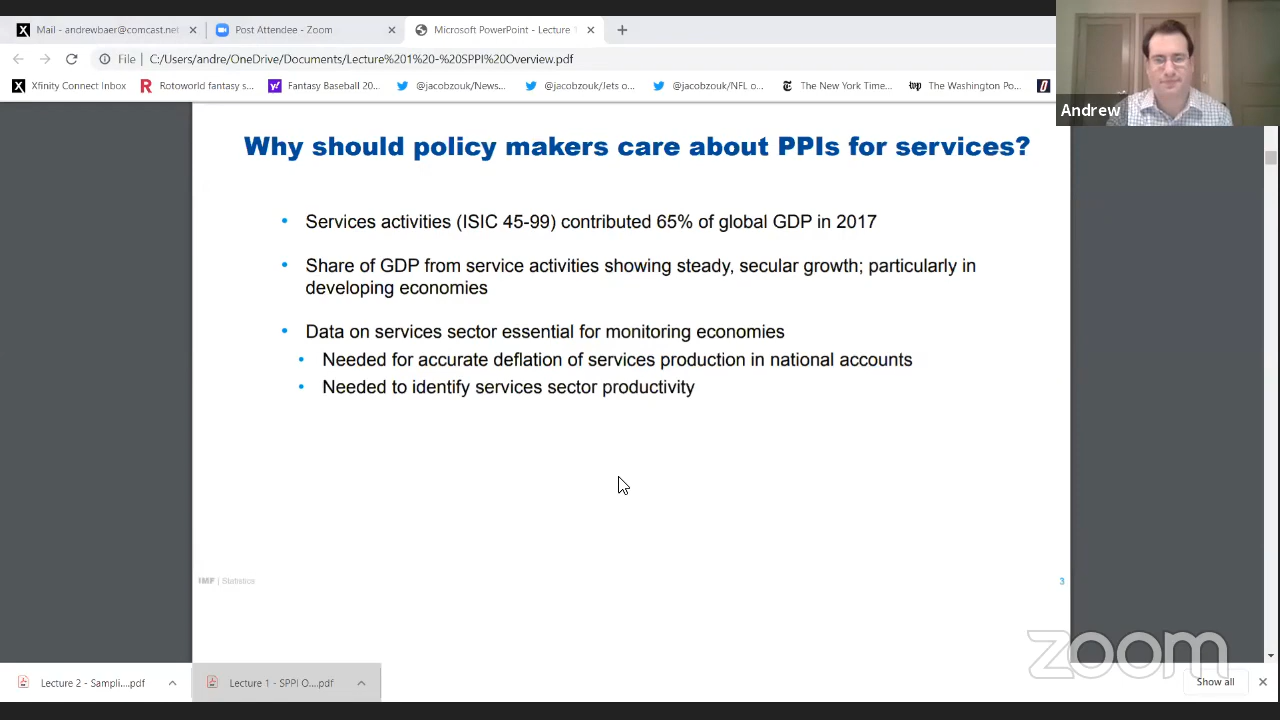 Mail - andrewbaer@comcast.net
Post Attendee - Zoom
Microsoft PowerPoint - Lecture 1
File | C:/Users/andre/OneDrive/Documents/Lecture%201%20-%20SPPI%20Overview.pdf
Xfinity Connect Inbox
Rotoworld fantasy s...
Fantasy Baseball 20...
@jacobzouk/News...
@jacobzouk/Jets o...
@jacobzouk/NFL o...
The New York Time...
The Washington Po...
Andrew
Why should policy makers care about PPIs for services?
• Services activities (ISIC 45-99) contributed 65% of global GDP in 2017
• Share of GDP from service activities showing steady, secular growth; particularly in
developing economies
• Data on services sector essential for monitoring economies
• Needed for accurate deflation of services production in national accounts
• Needed to identify services sector productivity
IMF | Statistics
3
zoom
Lecture 2 - Sampli....pdf
Lecture 1 - SPPI O....pdf
Show all